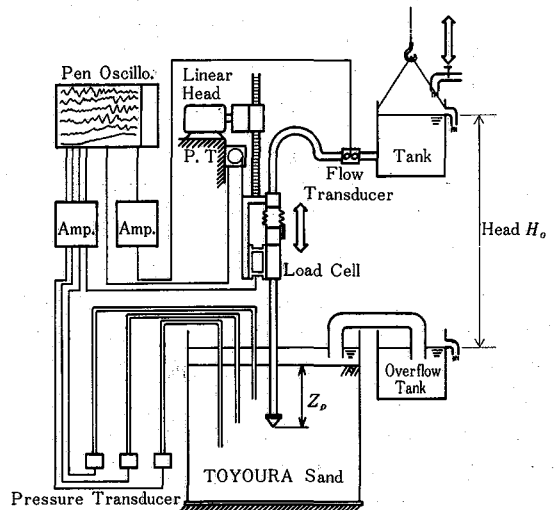 Pen Oscillo.
Linear
Head
P. T
Tank
Flow
Transducer
Amp.
Amp.
Head H₀
Load Cell
Overflow
Tank
Zₚ
TOYOURA Sand
Pressure Transducer